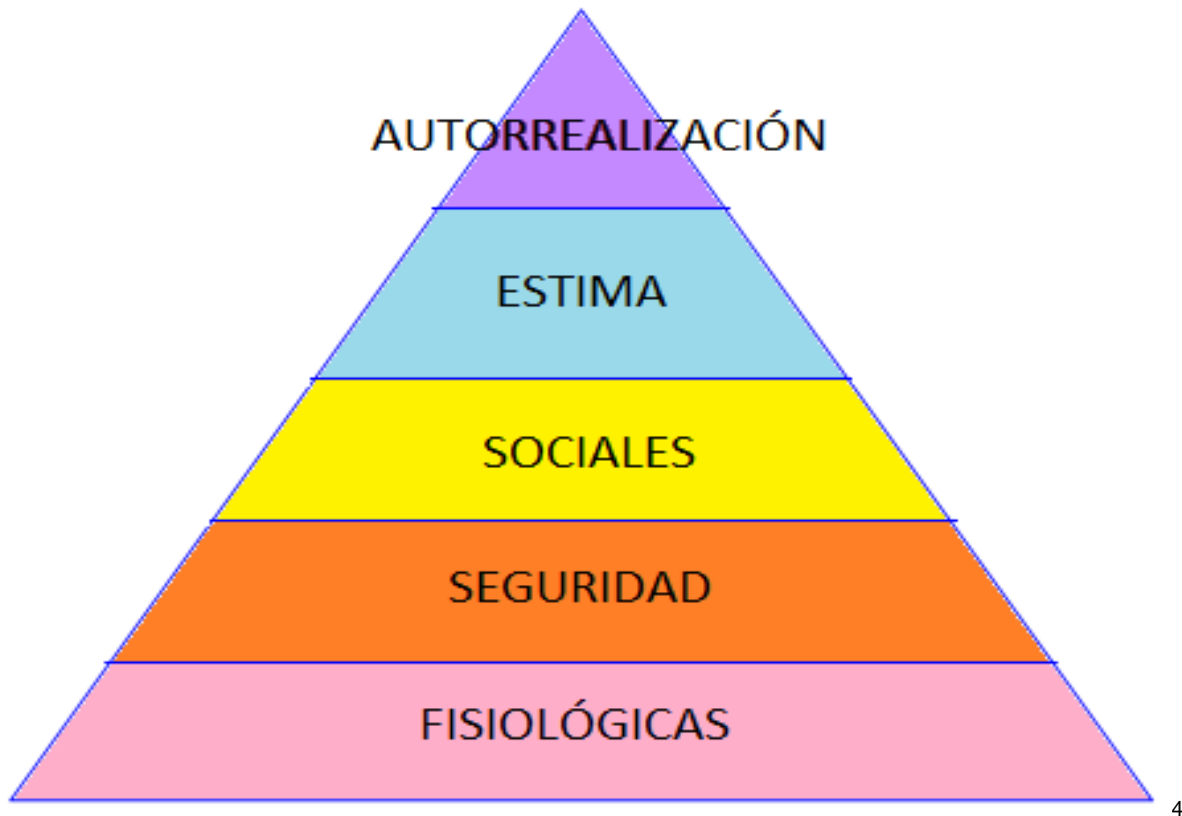 AUTORREALIZACIÓN
ESTIMA
SOCIALES
SEGURIDAD
FISIOLÓGICAS
4